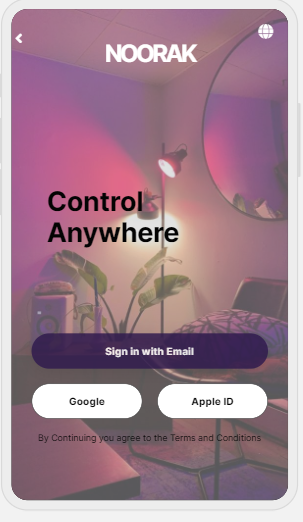 NOORAK
Control
Anywhere
Sign in with Email
Google
Apple ID
By Continuing you agree to the Terms and Conditions